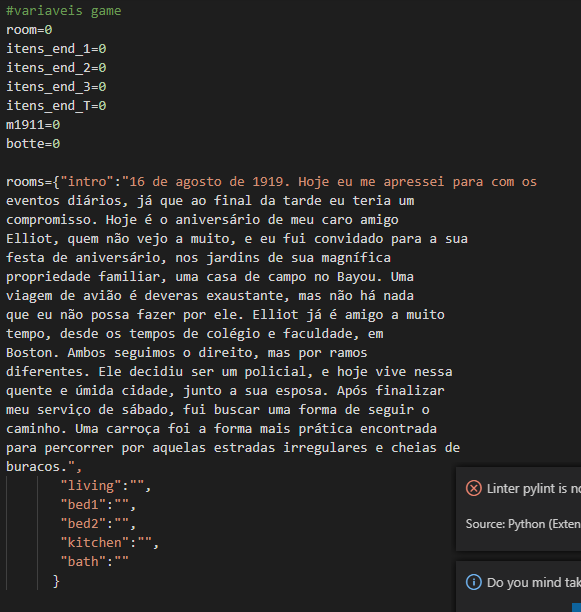 #variaveis game
room=0
itens_end_1=0
itens_end_2=0
itens_end_3=0
itens_end_T=0
m1911=0
botte=0
rooms={"intro":"16 de agosto de 1919. Hoje eu me apressei para com os
eventos diários, já que ao final da tarde eu teria um
compromisso. Hoje é o aniversário de meu caro amigo
Elliot, quem não vejo a muito, e eu fui convidado para a sua
festa de aniversário, nos jardins de sua magnífica
propriedade familiar, uma casa de campo no Bayou. Uma
viagem de avião é deveras exaustante, mas não há nada
que eu não possa fazer por ele. Elliot já é amigo a muito
tempo, desde os tempos de colégio e faculdade, em
Boston. Ambos seguimos o direito, mas por ramos
diferentes. Ele decidiu ser um policial, e hoje vive nessa
quente e úmida cidade, junto a sua esposa. Após finalizar
meu serviço de sábado, fui buscar uma forma de seguir o
caminho. Uma carroça foi a forma mais prática encontrada
para percorrer por aquelas estradas irregulares e cheias de
buracos.",
"living":"",
"bed1":"",
"bed2":"",
"kitchen":"",
"bath":""
}
Linter pylint is no
Source: Python (Exten
Do you mind tak